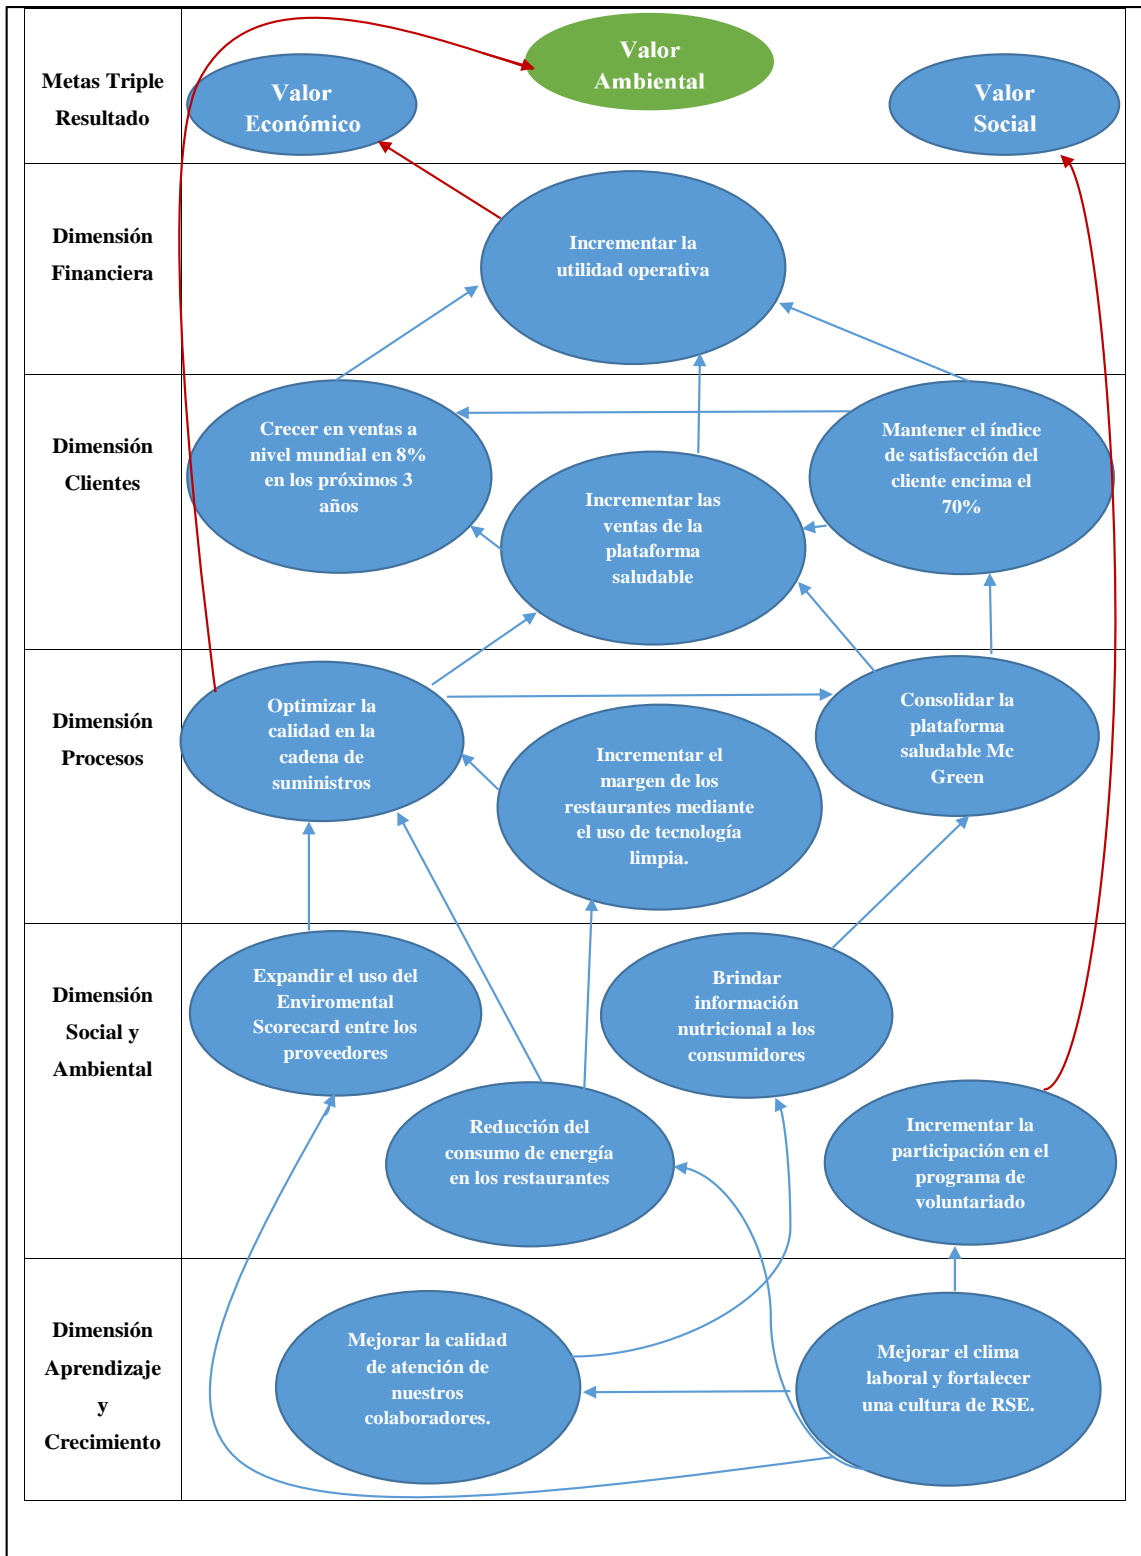 Metas Triple
Resultado
Valor
Económico
Valor
Ambiental
Valor
Social
Dimensión
Financiera
Incrementar la
utilidad operativa
Dimensión
Clientes
Crecer en ventas a
nivel mundial en 8%
en los próximos 3
años
Incrementar las
ventas de la
plataforma
saludable
Mantener el índice
de satisfacción del
cliente encima el
70%
Dimensión
Procesos
Optimizar la
calidad en la
cadena de
suministros
Incrementar el
margen de los
restaurantes mediante
el uso de tecnología
limpia.
Consolidar la
plataforma
saludable Mc
Green
Dimensión
Social y
Ambiental
Expandir el uso del
Enviromental
Scorecard entre los
proveedores
Reducción del
consumo de energía
en los restaurantes
Brindar
información
nutricional a los
consumidores
Incrementar la
participación en el
programa de
voluntariado
Dimensión
Aprendizaje
y
Crecimiento
Mejorar la calidad
de atención de
nuestros
colaboradores.
Mejorar el clima
laboral y fortalecer
una cultura de RSE.